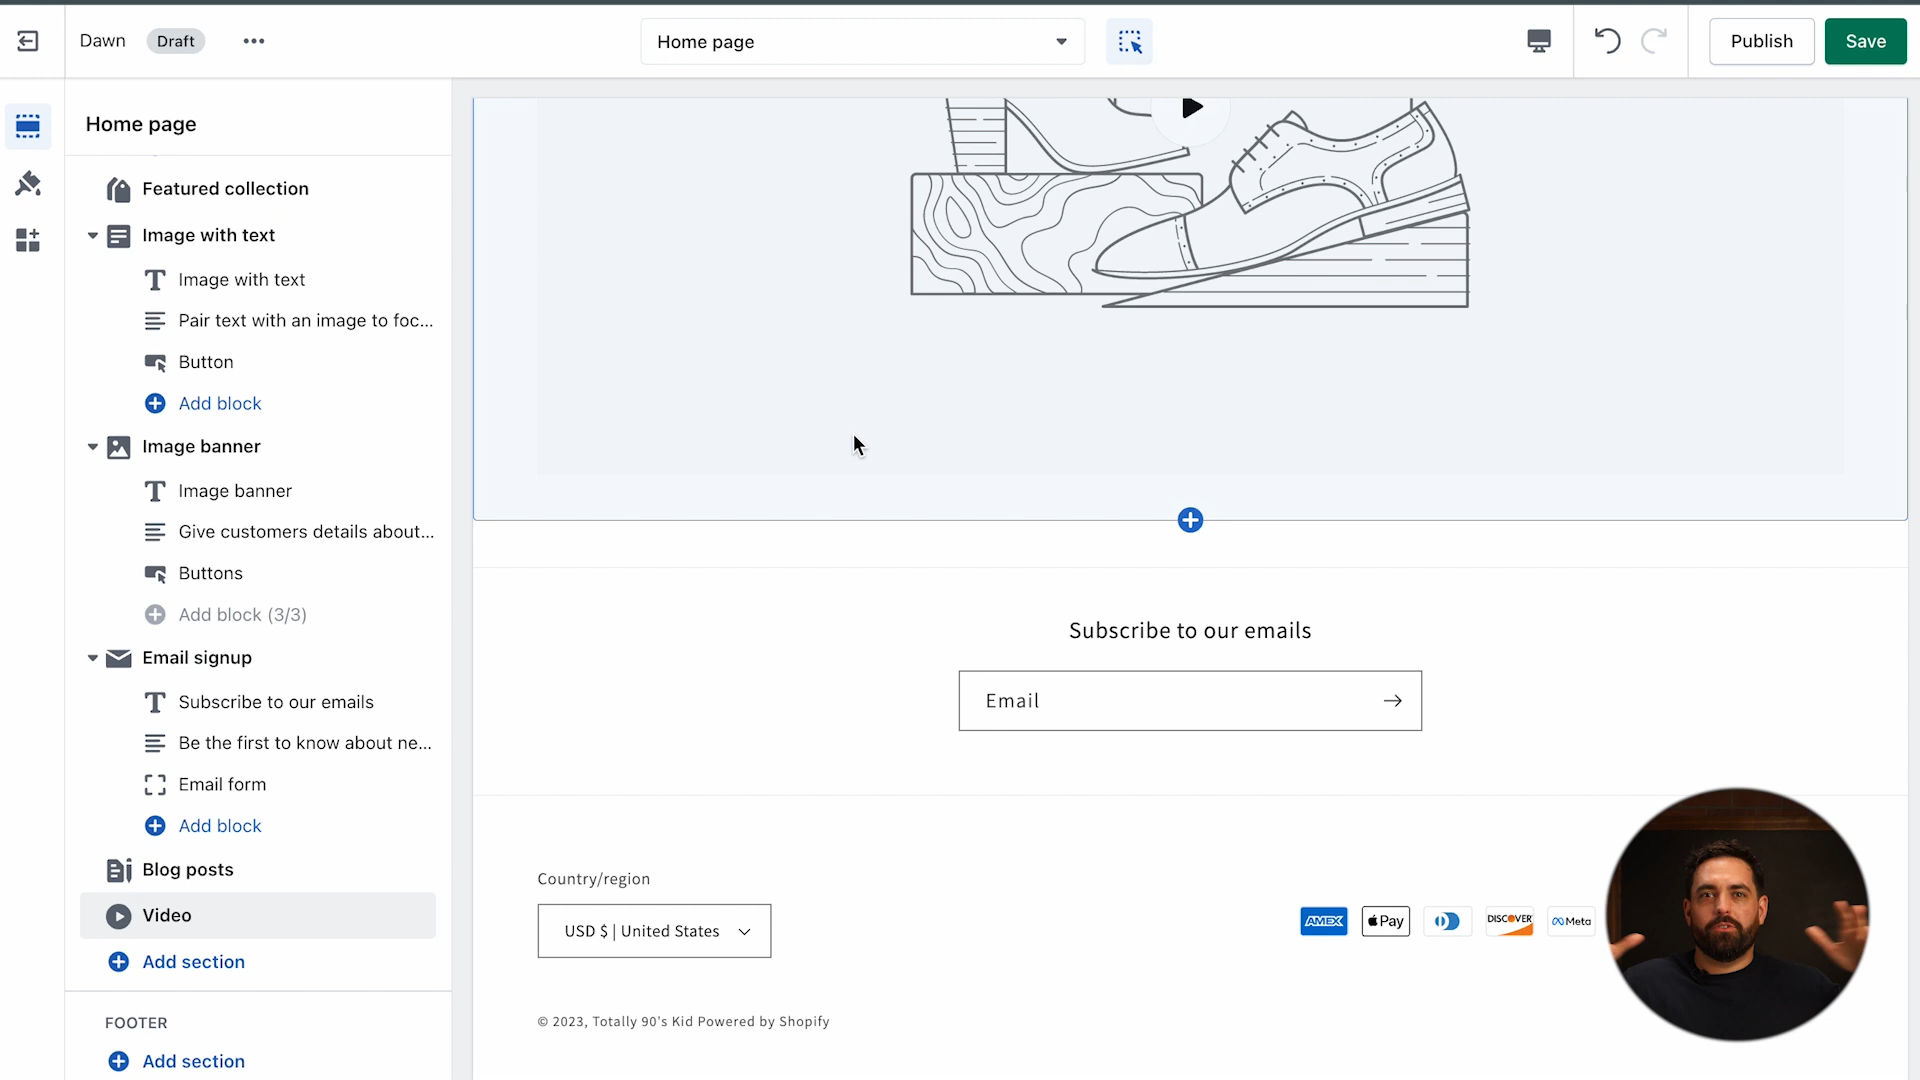 Dawn
Draft
Home page
Publish
Save
Home page
Featured collection
Image with text
Image with text
Pair text with an image to foc...
Button
Add block
Image banner
Image banner
Give customers details about...
Buttons
Add block (3/3)
Email signup
Subscribe to our emails
Be the first to know about ne...
Email form
Add block
Blog posts
Video
Add section
FOOTER
Add section
Subscribe to our emails
Email
Country/region
USD $ | United States
AMEX
Pay
DISCOVER
Meta
© 2023, Totally 90's Kid Powered by Shopify